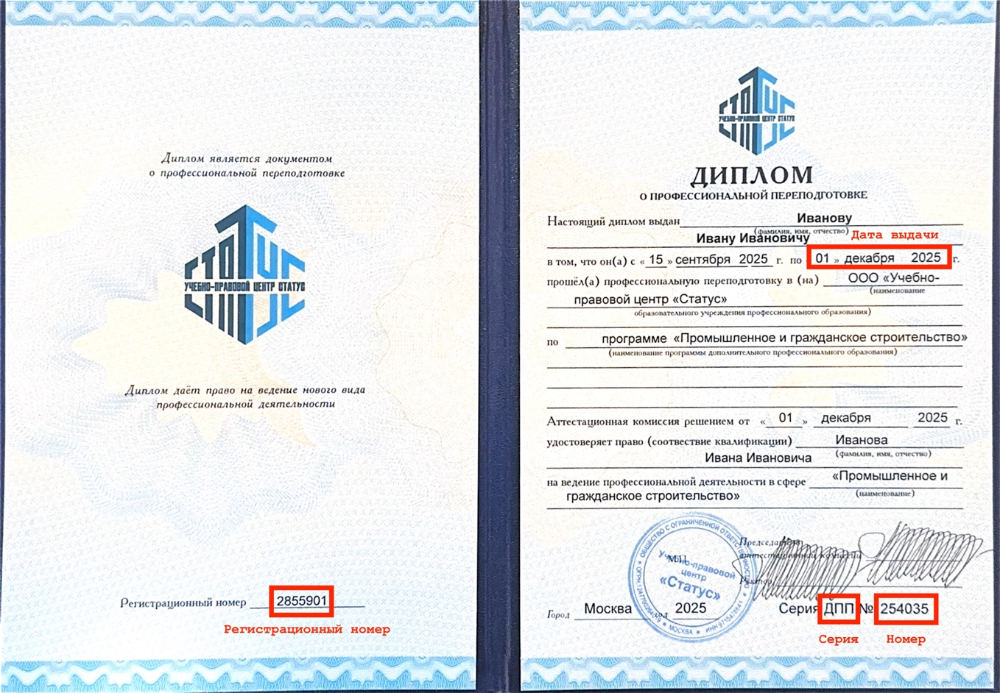 Диплом является документом
о профессиональной переподготовке
СТАТУС
УЧЕБНО-ПРАВОВОЙ ЦЕНТР СТАТУС
Диплом даёт право на ведение нового вида
профессиональной деятельности
Регистрационный номер 2855901
Регистрационный номер
СТАТУС
УЧЕБНО-ПРАВОВОЙ ЦЕНТР СТАТУС
ДИПЛОМ
О ПРОФЕССИОНАЛЬНОЙ ПЕРЕПОДГОТОВКЕ
Настоящий диплом выдан Иванову
(фамилия, имя, отчество)
Ивану Ивановичу
Дата выдачи
в том, что он(а) с «15» сентября 2025 г. по 01 » декабря 2025 г.
прошёл(а) профессиональную переподготовку в (на) ООО «Учебно-
(наименование
правовой центр «Статус»
образовательного учреждения профессионального образования)
по программе «Промышленное и гражданское строительство»
(наименование программы дополнительного профессионального образования)
Аттестационная комиссия решением от «01» декабря 2025 г.
удостоверяет право (соотвествие квалификации) Иванова
(фамилия, имя, отчество)
Ивана Ивановича
на ведение профессиональной деятельности в сфере «Промышленное и
(наименование)
гражданское строительство»
Председатель
аттестационной комиссии
М.П.
Ректор
ОБЩЕСТВО С ОГРАНИЧЕННОЙ ОТВЕТСТВЕННОСТЬЮ
Учебно-правовой
центр
«Статус»
МОСКВА
Город Москва год 2025
Серия ДПП № 254035
Серия
Номер